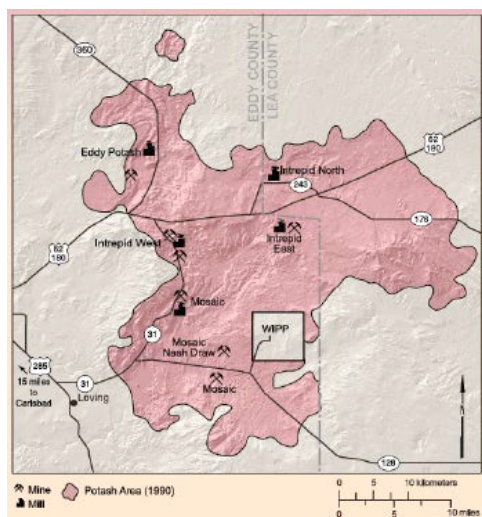 360
EDDY COUNTY
LEA COUNTY
62
180
Eddy Potash
Intrepid North
243
176
Intrepid West
Intrepid
East
62
180
Mosaic
31
WIPP
Mosaic
Nash Draw
285
15 miles
to
Carlsbad
31
Loving
Mosaic
128
N
Mine
Mill
Potash Area (1990)
0 5 10 kilometers
0 5 10 miles